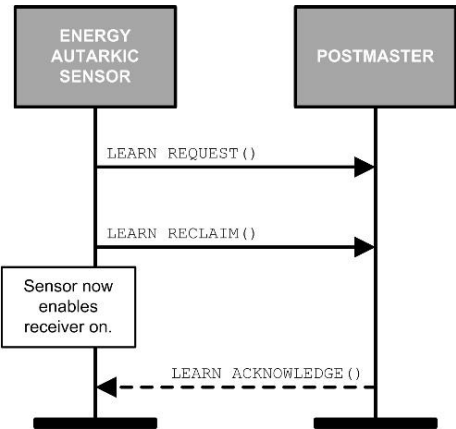 ENERGY
AUTARKIC
SENSOR
POSTMASTER
LEARN REQUEST()
LEARN RECLAIM()
Sensor now
enables
receiver on.
LEARN ACKNOWLEDGE()